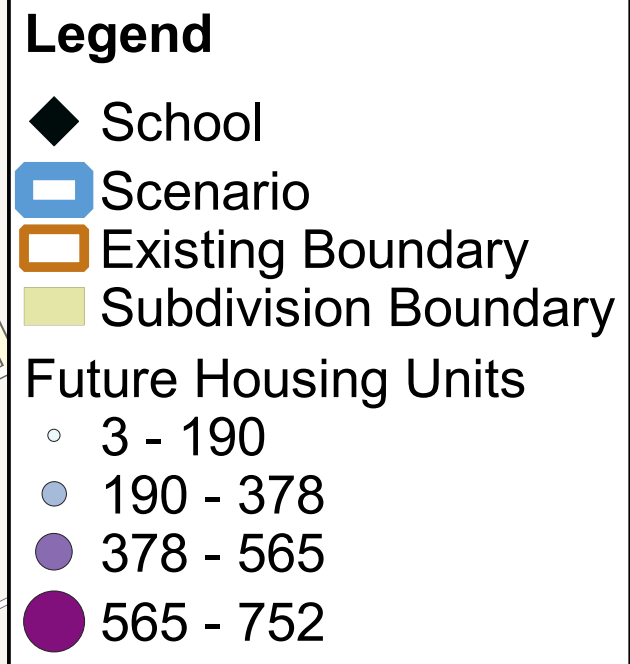 Legend
School
Scenario
Existing Boundary
Subdivision Boundary
Future Housing Units
3 - 190
190 - 378
378 - 565
565 - 752